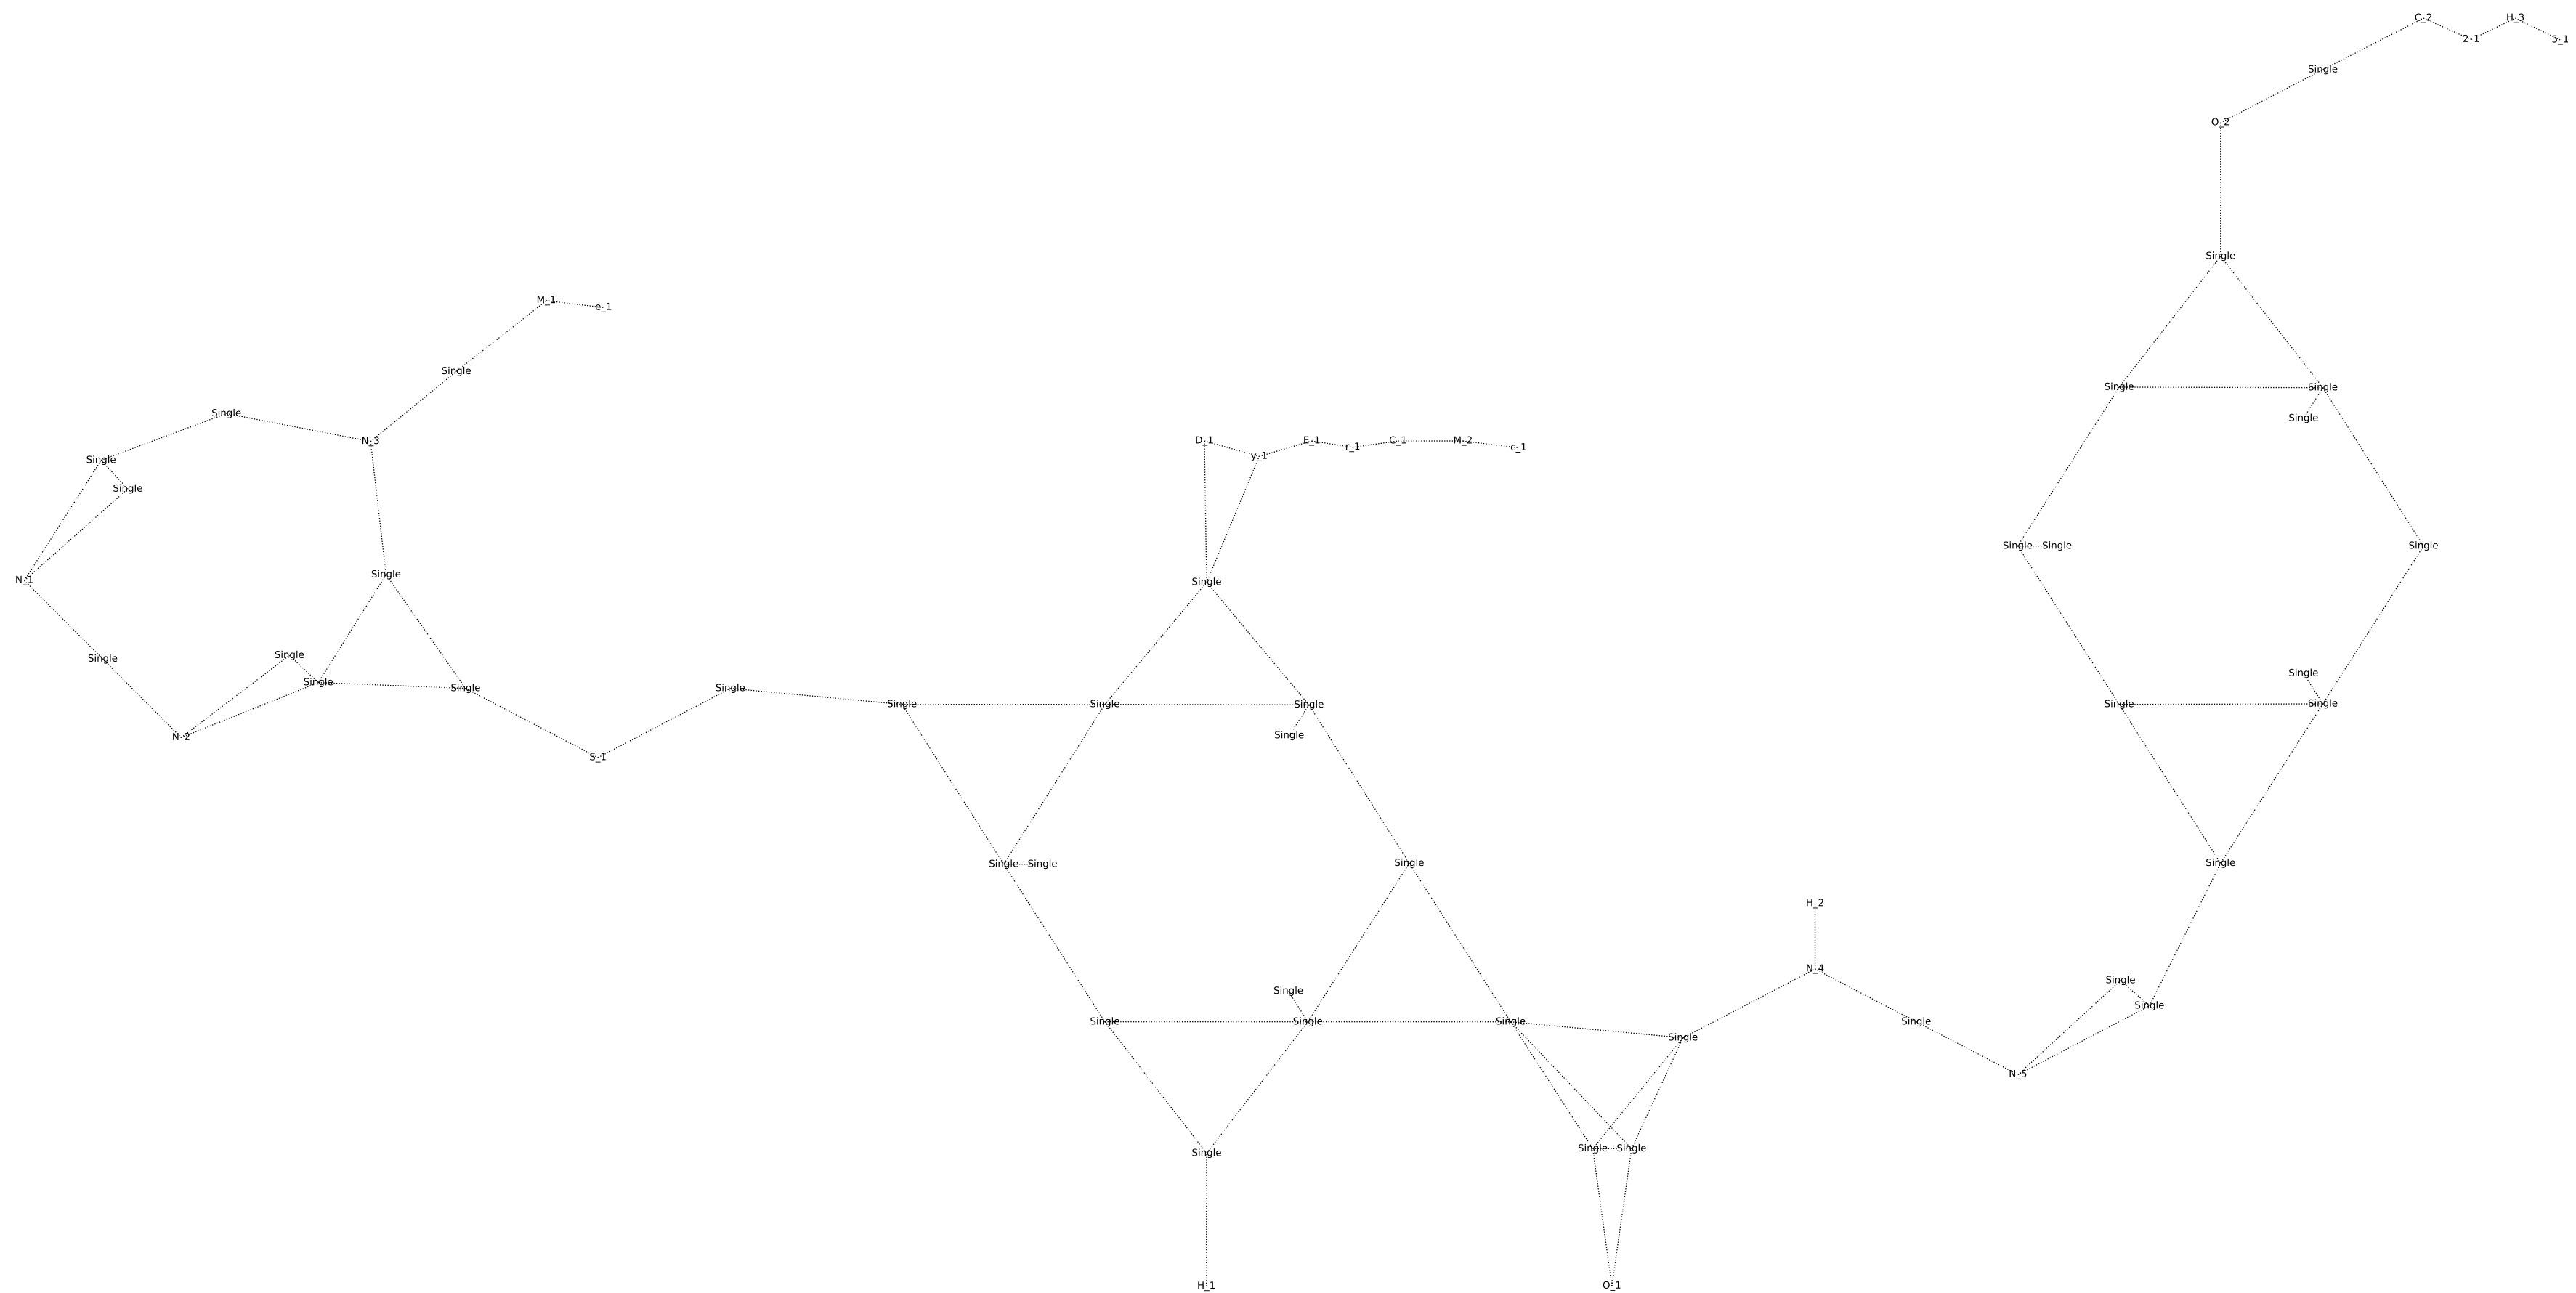 C_2 H_3
2_1 5_1
Single
O_2
Single
M_1 e_1
Single
Single Single
Single
Single N_3 D_1 E_1 r_1 C_1 M_2 c_1
y_1
Single
Single
Single Single Single
N_1 Single Single
Single
Single Single
Single Single Single Single Single Single Single Single
N_2 Single
S_1
Single Single Single Single
H_2
N_4
Single Single
Single
Single Single Single Single
Single
N_5
Single Single Single
H_1 O_1